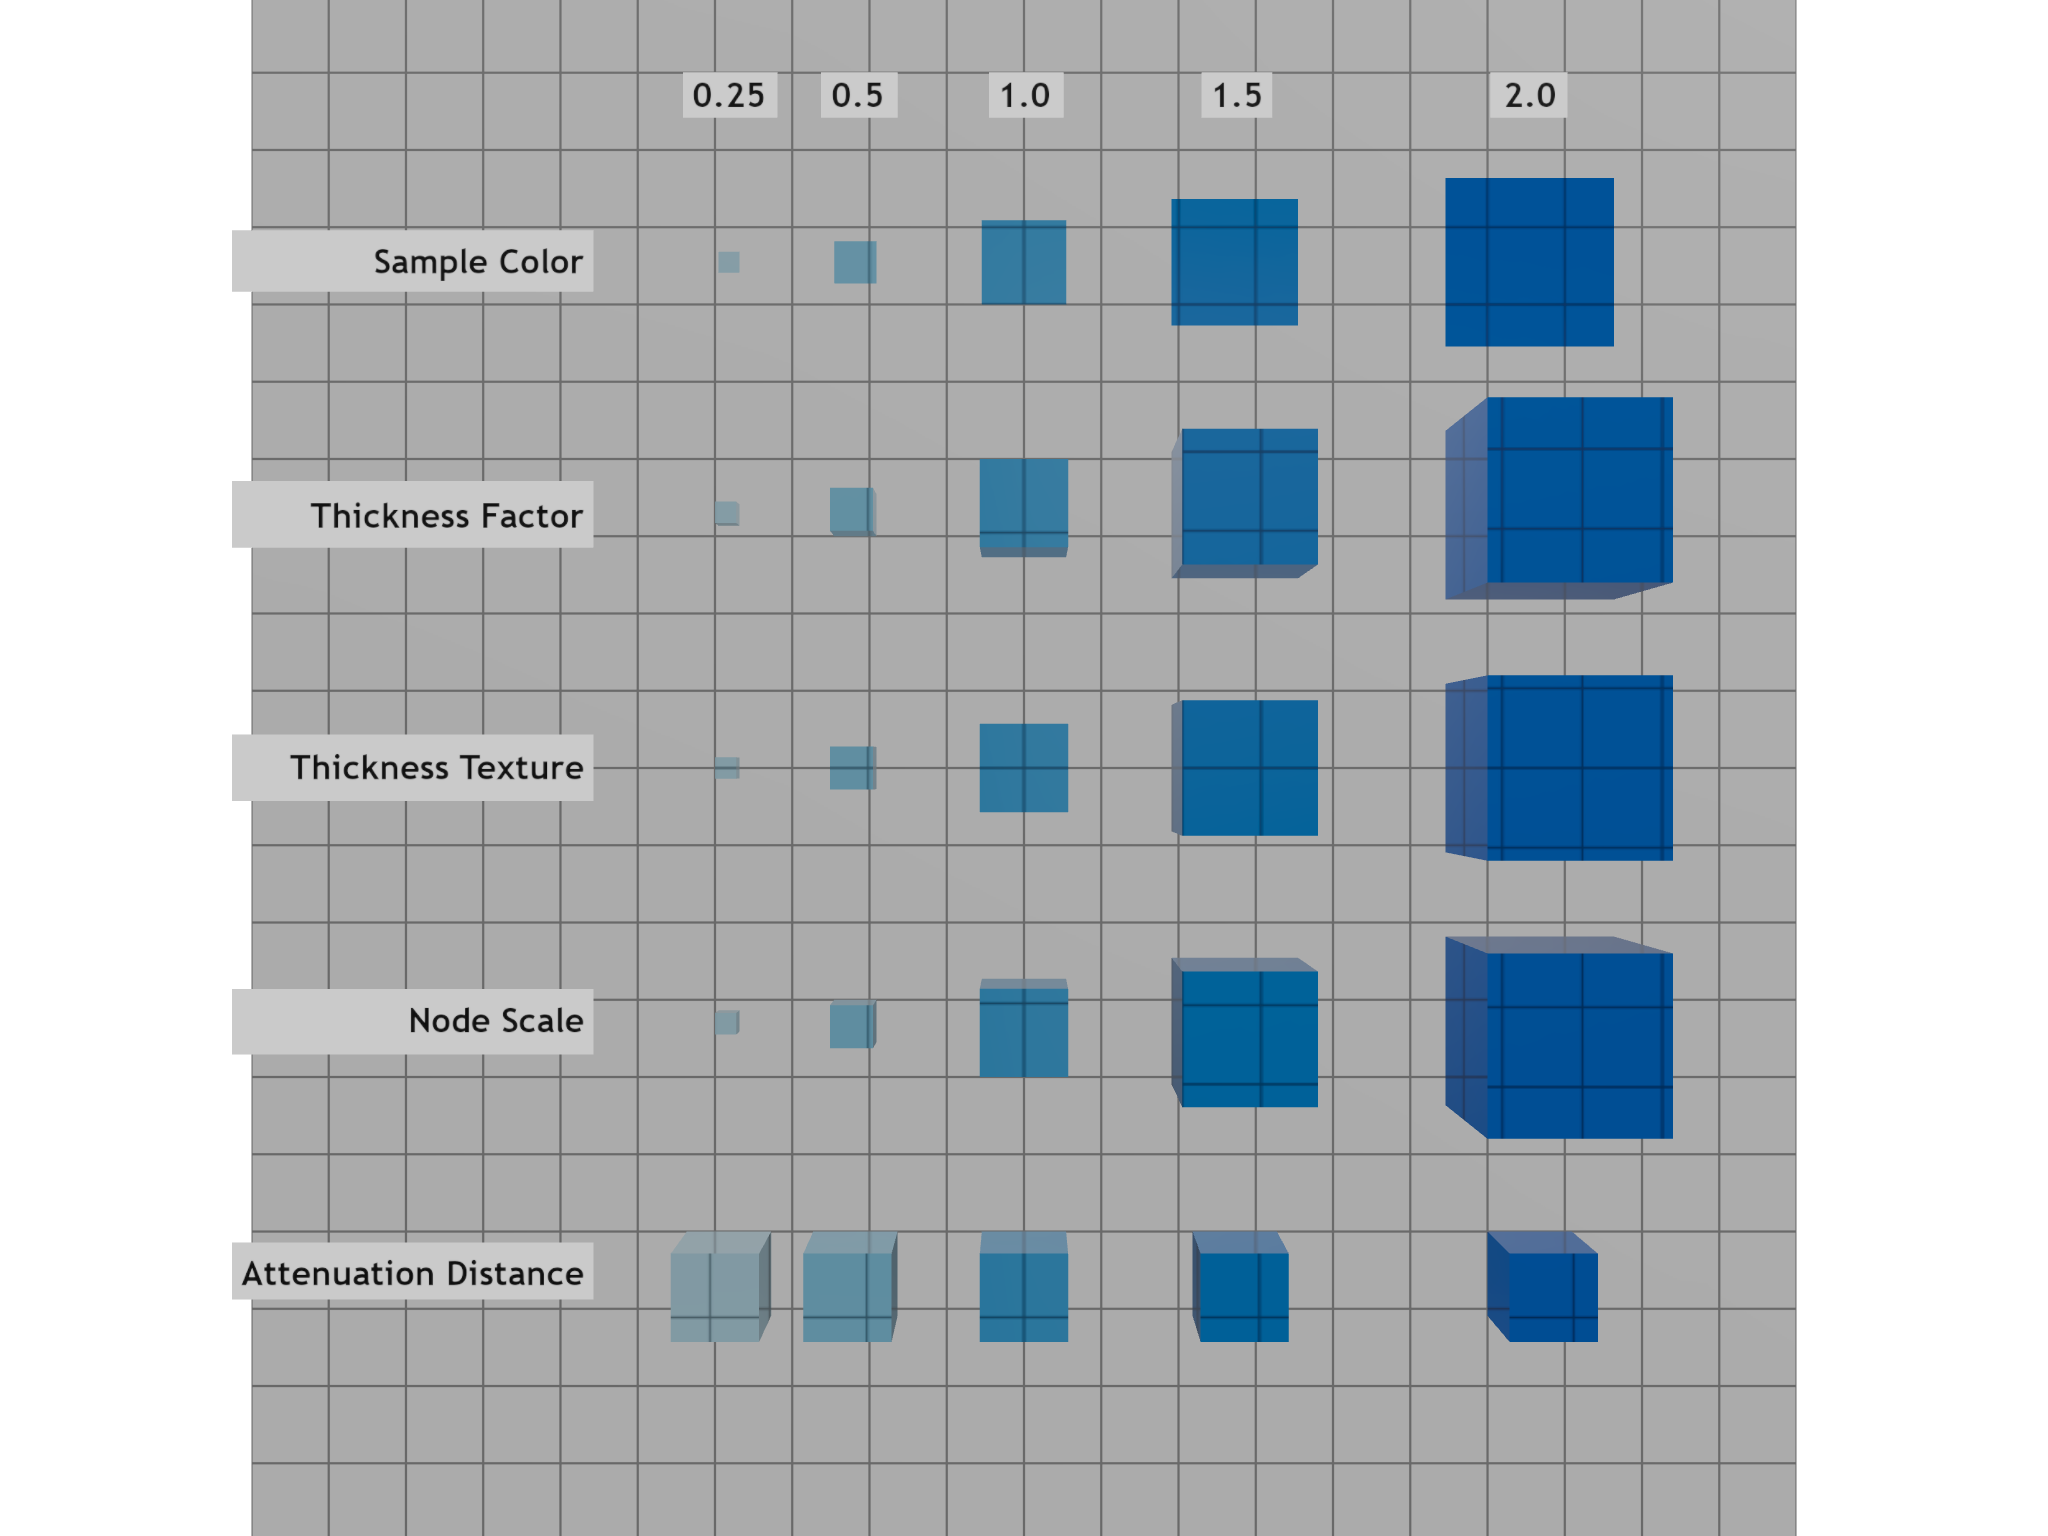 0.25 0.5 1.0 1.5 2.0
Sample Color
Thickness Factor
Thickness Texture
Node Scale
Attenuation Distance